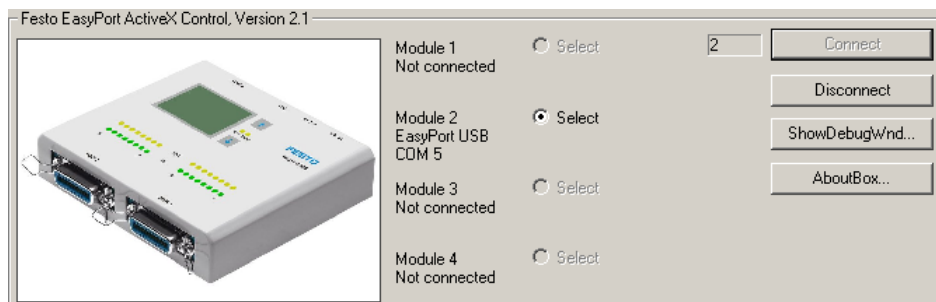 Festo EasyPort ActiveX Control, Version 2.1
Module 1
Not connected
Select
2
Connect
Disconnect
Module 2
EasyPort USB
COM 5
Select
ShowDebugWnd...
AboutBox...
Module 3
Not connected
Select
Module 4
Not connected
Select
FESTO